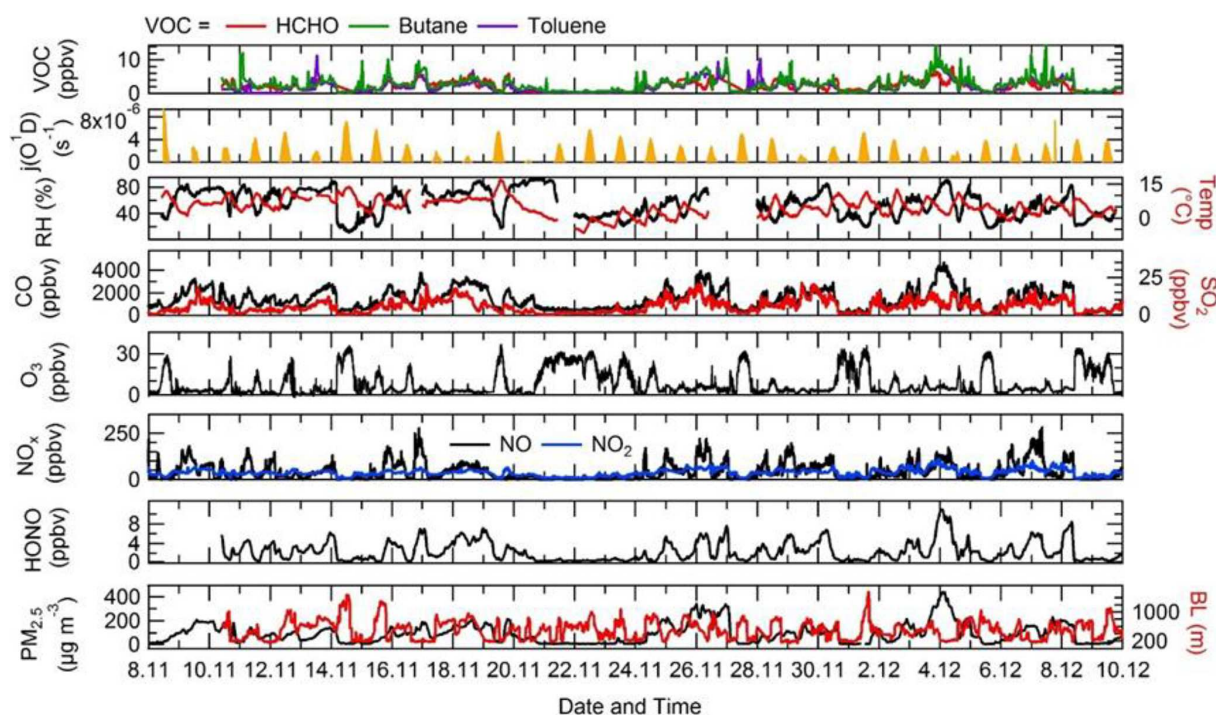 VOC = HCHO Butane Toluene
VOC
(ppbv)
10
0
j(O¹D)
(s⁻¹)
8x10⁻⁶
4
0
RH (%)
80
40
Temp
(°C)
15
0
CO
(ppbv)
4000
2000
0
SO₂
(ppbv)
25
0
O₃
(ppbv)
30
0
NOₓ
(ppbv)
250
0
NO NO₂
HONO
(ppbv)
8
4
0
PM₂.₅
(µg m⁻³)
400
200
0
BL (m)
1000
200
8.11 10.11 12.11 14.11 16.11 18.11 20.11 22.11 24.11 26.11 28.11 30.11 2.12 4.12 6.12 8.12 10.12
Date and Time